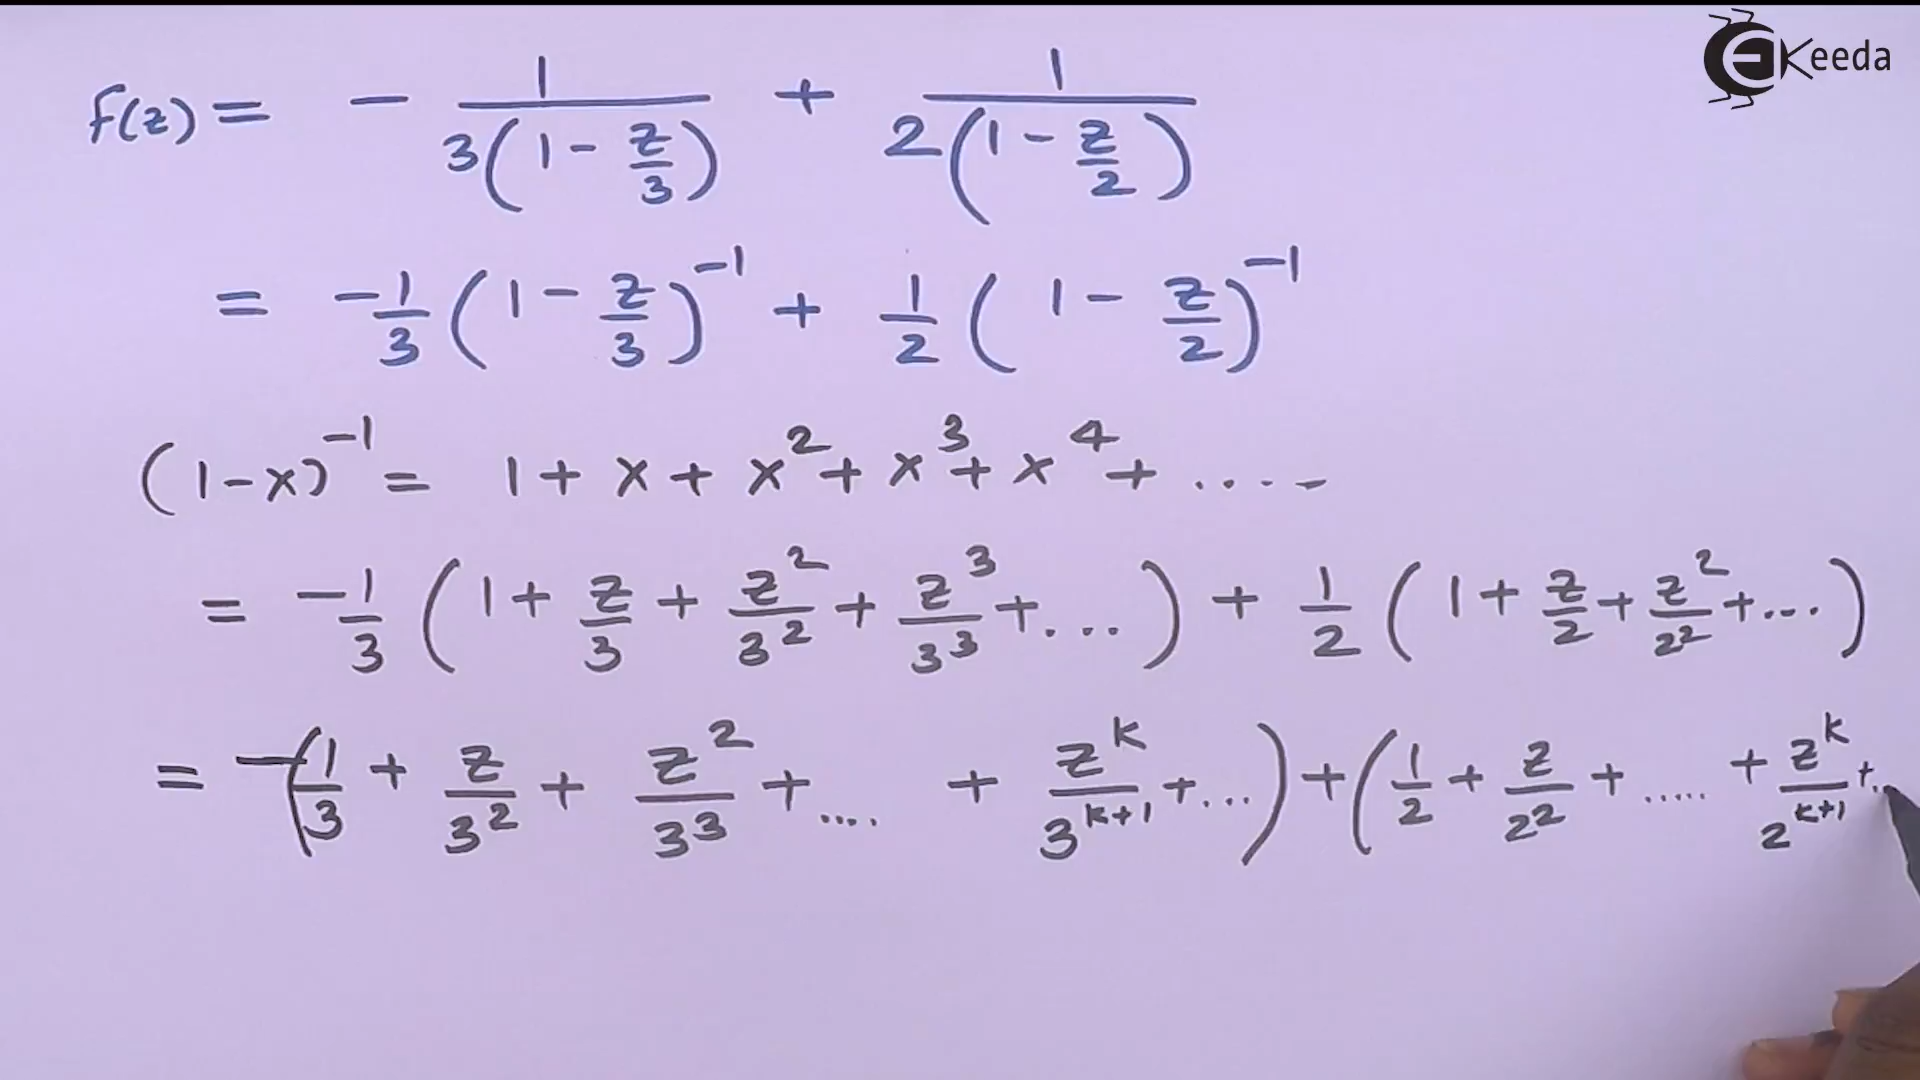 EKeeda
f(z) = - 1/(3(1 - z/3)) + 1/(2(1 - z/2))
= -1/3 (1 - z/3)^-1 + 1/2 (1 - z/2)^-1
(1-x)^-1 = 1 + x + x^2 + x^3 + x^4 + ....-
= -1/3 (1 + z/3 + z^2/3^2 + z^3/3^3 + ....) + 1/2 (1 + z/2 + z^2/2^2 + ...)
= -(1/3 + z/3^2 + z^2/3^3 + .... + z^k/3^(k+1) + ...) + (1/2 + z/2^2 + ..... + z^k/2^(k+1) + ..